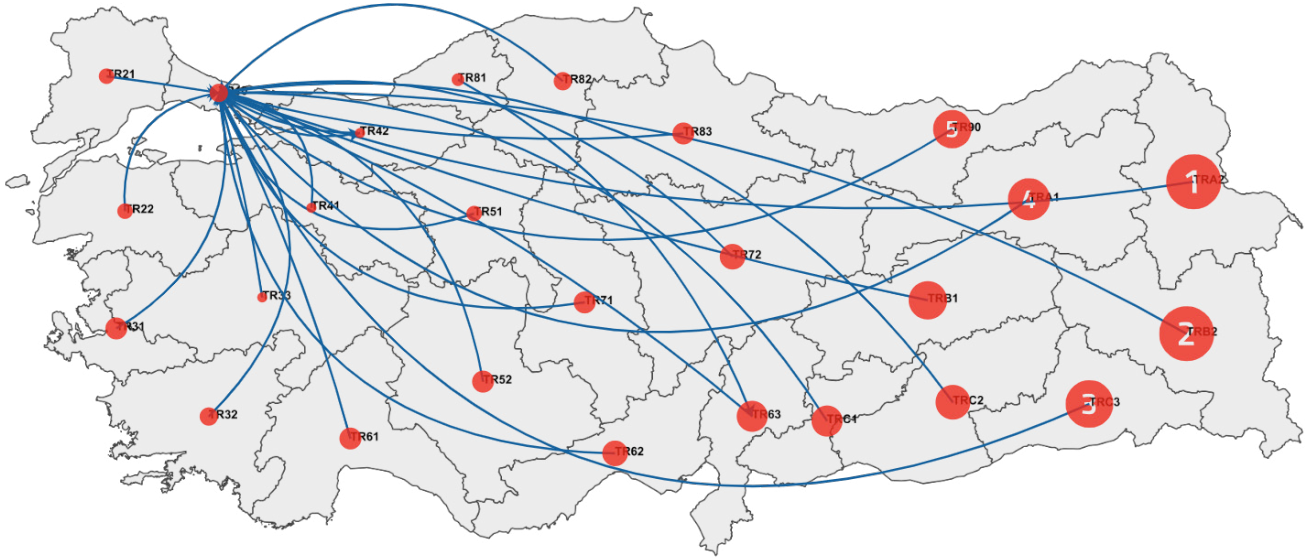 TR21
TR81
TR82
TR42
TR83
5
TR90
1
TRA2
4
TRA1
TR22
TR41
TR51
TR72
TR33
TR71
TRB1
TR31
2
TRB2
TR52
TR32
TR63
TRC1
TRC2
3
TRC3
TR61
TR62